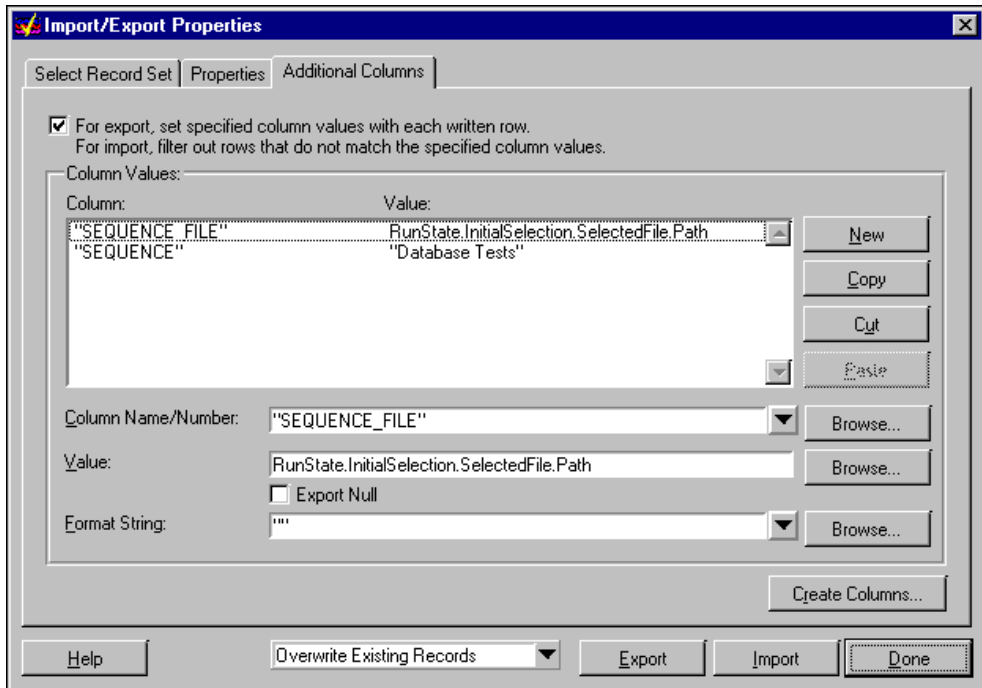 Import/Export Properties
Select Record Set Properties Additional Columns
For export, set specified column values with each written row.
For import, filter out rows that do not match the specified column values.
Column Values:
Column: Value:
"SEQUENCE_FILE" RunState.InitialSelection.SelectedFile.Path
"SEQUENCE" "Database Tests"
New
Copy
Cut
Paste
Column Name/Number: "SEQUENCE_FILE" Browse...
Value: RunState.InitialSelection.SelectedFile.Path Browse...
Export Null
Format String: "" Browse...
Create Columns...
Help Overwrite Existing Records Export Import Done